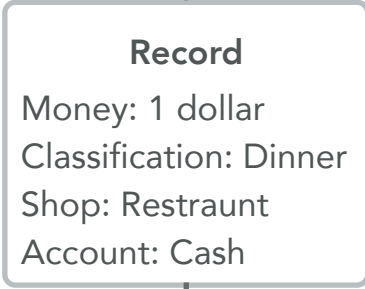 Record
Money: 1 dollar
Classification: Dinner
Shop: Restraunt
Account: Cash